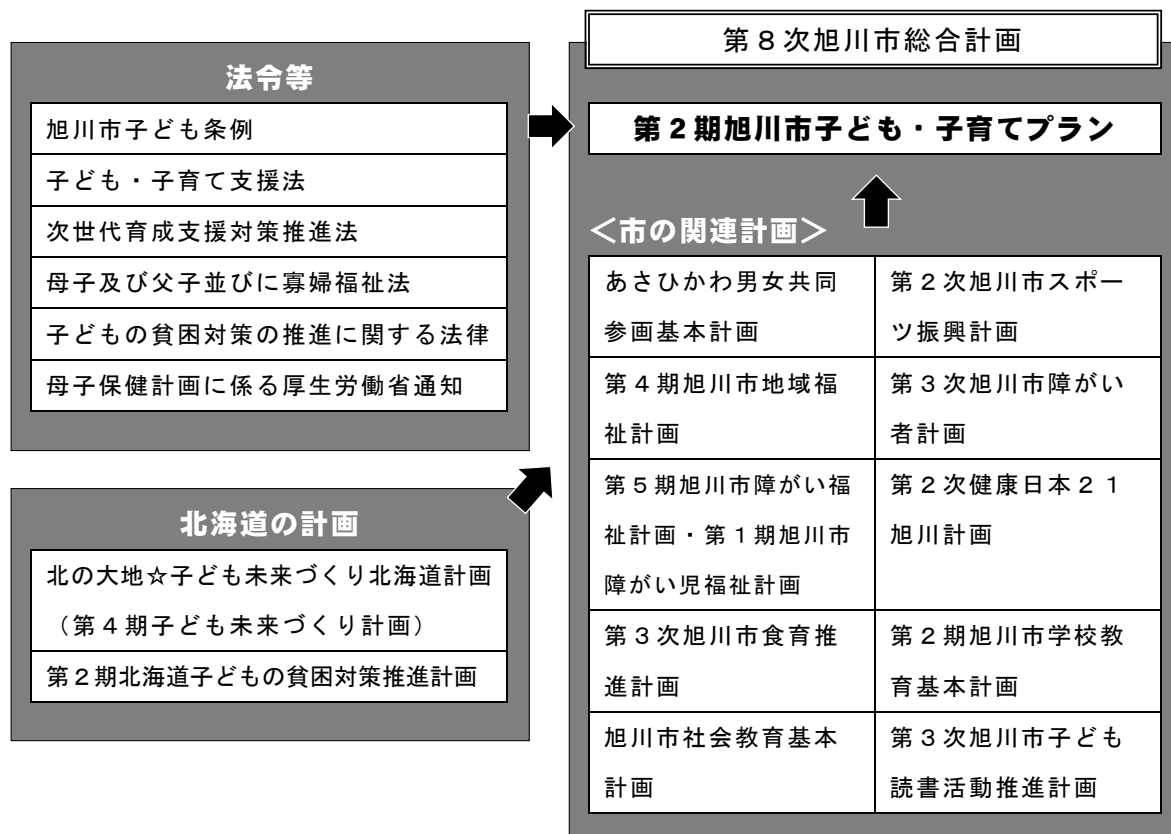 法令等
旭川市子ども条例
子ども・子育て支援法
次世代育成支援対策推進法
母子及び父子並びに寡婦福祉法
子どもの貧困対策の推進に関する法律
母子保健計画に係る厚生労働省通知
北海道の計画
北の大地☆子ども未来づくり北海道計画
（第４期子ども未来づくり計画）
第２期北海道子どもの貧困対策推進計画
第８次旭川市総合計画
第２期旭川市子ども・子育てプラン
＜市の関連計画＞
あさひかわ男女共同
参画基本計画
第２次旭川市スポー
ツ振興計画
第４期旭川市地域福
祉計画
第３次旭川市障がい
者計画
第５期旭川市障がい福
祉計画・第１期旭川市
障がい児福祉計画
第２次健康日本２１
旭川計画
第３次旭川市食育推
進計画
第２期旭川市学校教
育基本計画
旭川市社会教育基本
計画
第３次旭川市子ども
読書活動推進計画